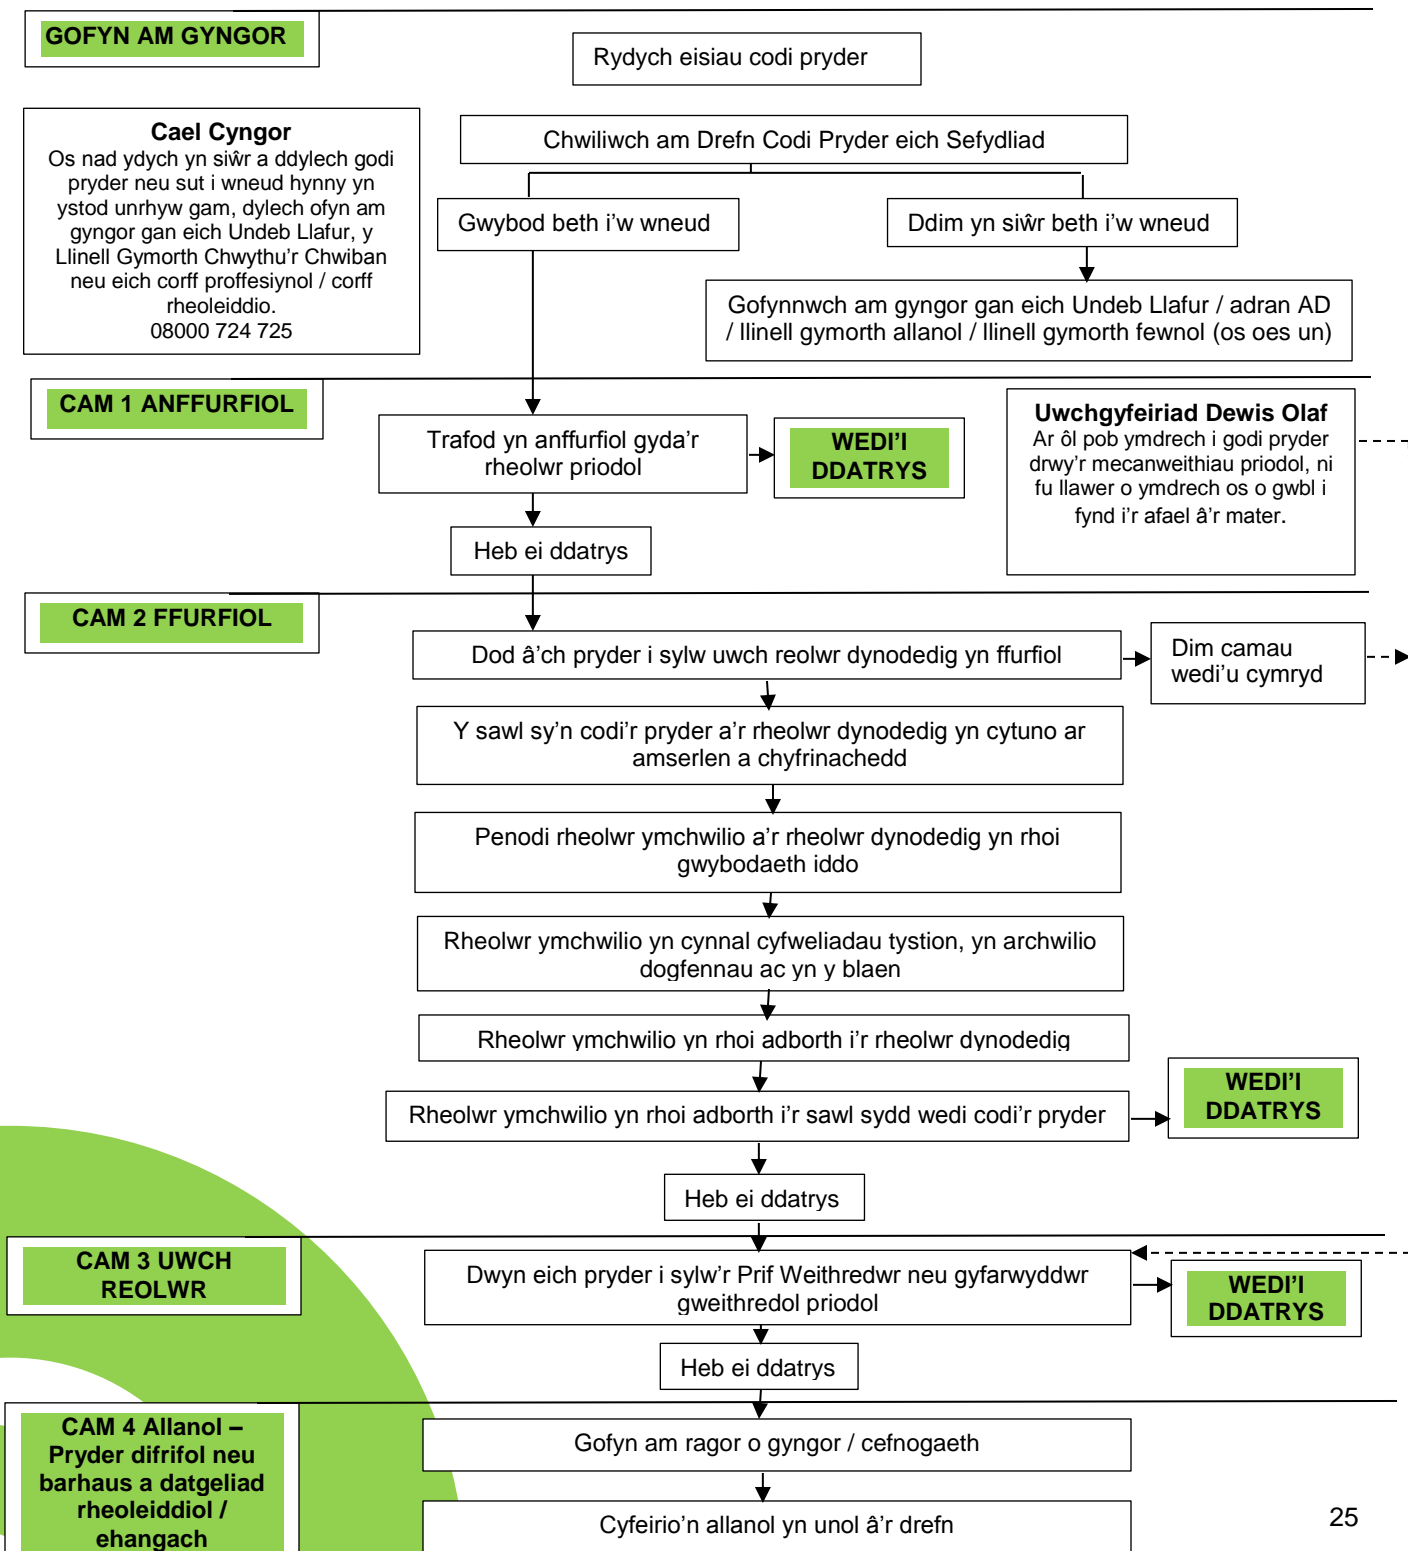 GOFYN AM GYNGOR
Rydych eisiau codi pryder
Cael Cyngor
Os nad ydych yn siŵr a ddylech godi
pryder neu sut i wneud hynny yn
ystod unrhyw gam, dylech ofyn am
gyngor gan eich Undeb Llafur, y
Llinell Gymorth Chwythu’r Chwiban
neu eich corff proffesiynol / corff
rheoleiddio.
08000 724 725
Chwiliwch am Drefn Codi Pryder eich Sefydliad
Gwybod beth i’w wneud
Ddim yn siŵr beth i’w wneud
Gofynnwch am gyngor gan eich Undeb Llafur / adran AD
/ llinell gymorth allanol / llinell gymorth fewnol (os oes un)
CAM 1 ANFFURFIOL
Trafod yn anffurfiol gyda’r
rheolwr priodol
WEDI’I
DDATRYS
Uwchgyfeiriad Dewis Olaf
Ar ôl pob ymdrech i godi pryder
drwy’r mecanweithiau priodol, ni
fu llawer o ymdrech os o gwbl i
fynd i’r afael â’r mater.
Heb ei ddatrys
CAM 2 FFURFIOL
Dod â’ch pryder i sylw uwch reolwr dynodedig yn ffurfiol
Dim camau
wedi’u cymryd
Y sawl sy’n codi’r pryder a’r rheolwr dynodedig yn cytuno ar
amserlen a chyfrinachedd
Penodi rheolwr ymchwilio a’r rheolwr dynodedig yn rhoi
gwybodaeth iddo
Rheolwr ymchwilio yn cynnal cyfweliadau tystion, yn archwilio
dogfennau ac yn y blaen
Rheolwr ymchwilio yn rhoi adborth i’r rheolwr dynodedig
Rheolwr ymchwilio yn rhoi adborth i’r sawl sydd wedi codi’r pryder
WEDI’I
DDATRYS
Heb ei ddatrys
CAM 3 UWCH
REOLWR
Dwyn eich pryder i sylw’r Prif Weithredwr neu gyfarwyddwr
gweithredol priodol
WEDI’I
DDATRYS
Heb ei ddatrys
CAM 4 Allanol –
Pryder difrifol neu
barhaus a datgeliad
rheoleiddiol /
ehangach
Gofyn am ragor o gyngor / cefnogaeth
Cyfeirio’n allanol yn unol â’r drefn
25